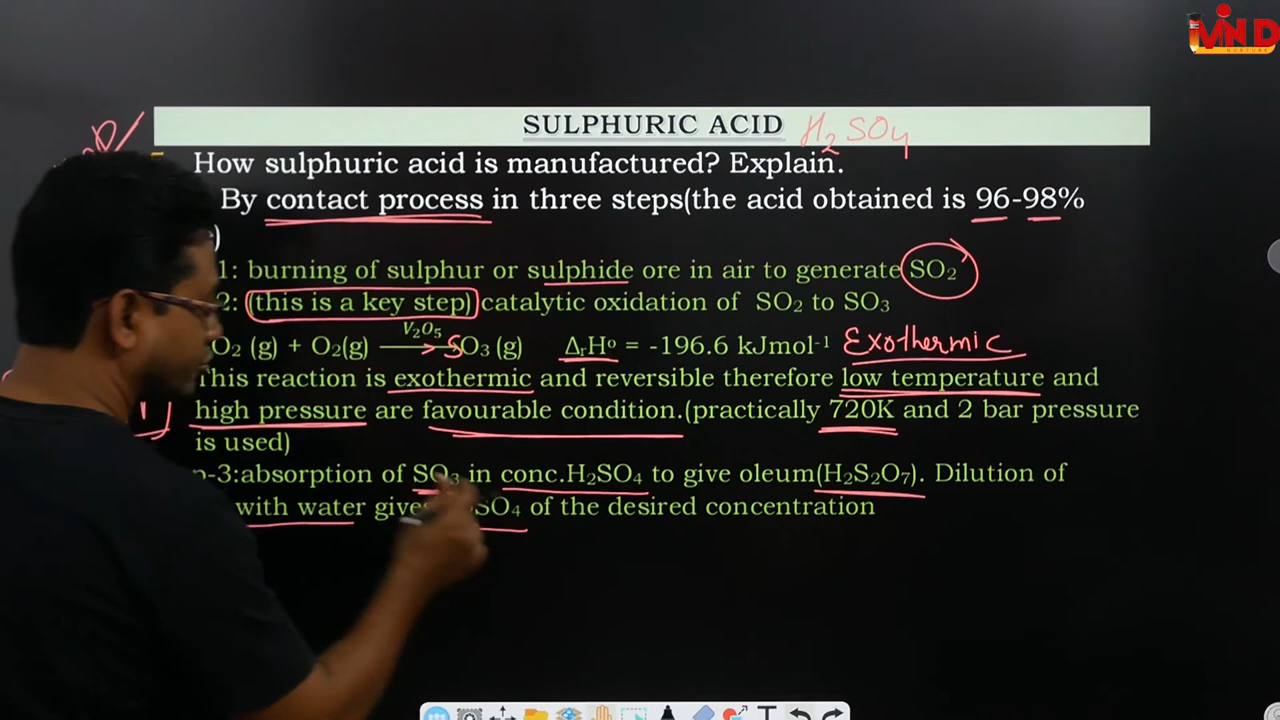 MIND
NURTURE
SULPHURIC ACID H₂SO₄
How sulphuric acid is manufactured? Explain.
By contact process in three steps(the acid obtained is 96-98%
)
1: burning of sulphur or sulphide ore in air to generate SO₂
2: (this is a key step) catalytic oxidation of SO₂ to SO₃
O₂ (g) + O₂(g) V₂O₅ → SO₃ (g) ΔᵣHº = -196.6 kJmol⁻¹ Exothermic
This reaction is exothermic and reversible therefore low temperature and
high pressure are favourable condition.(practically 720K and 2 bar pressure
is used)
p-3:absorption of SO₃ in conc.H₂SO₄ to give oleum(H₂S₂O₇). Dilution of
with water gives SO₄ of the desired concentration